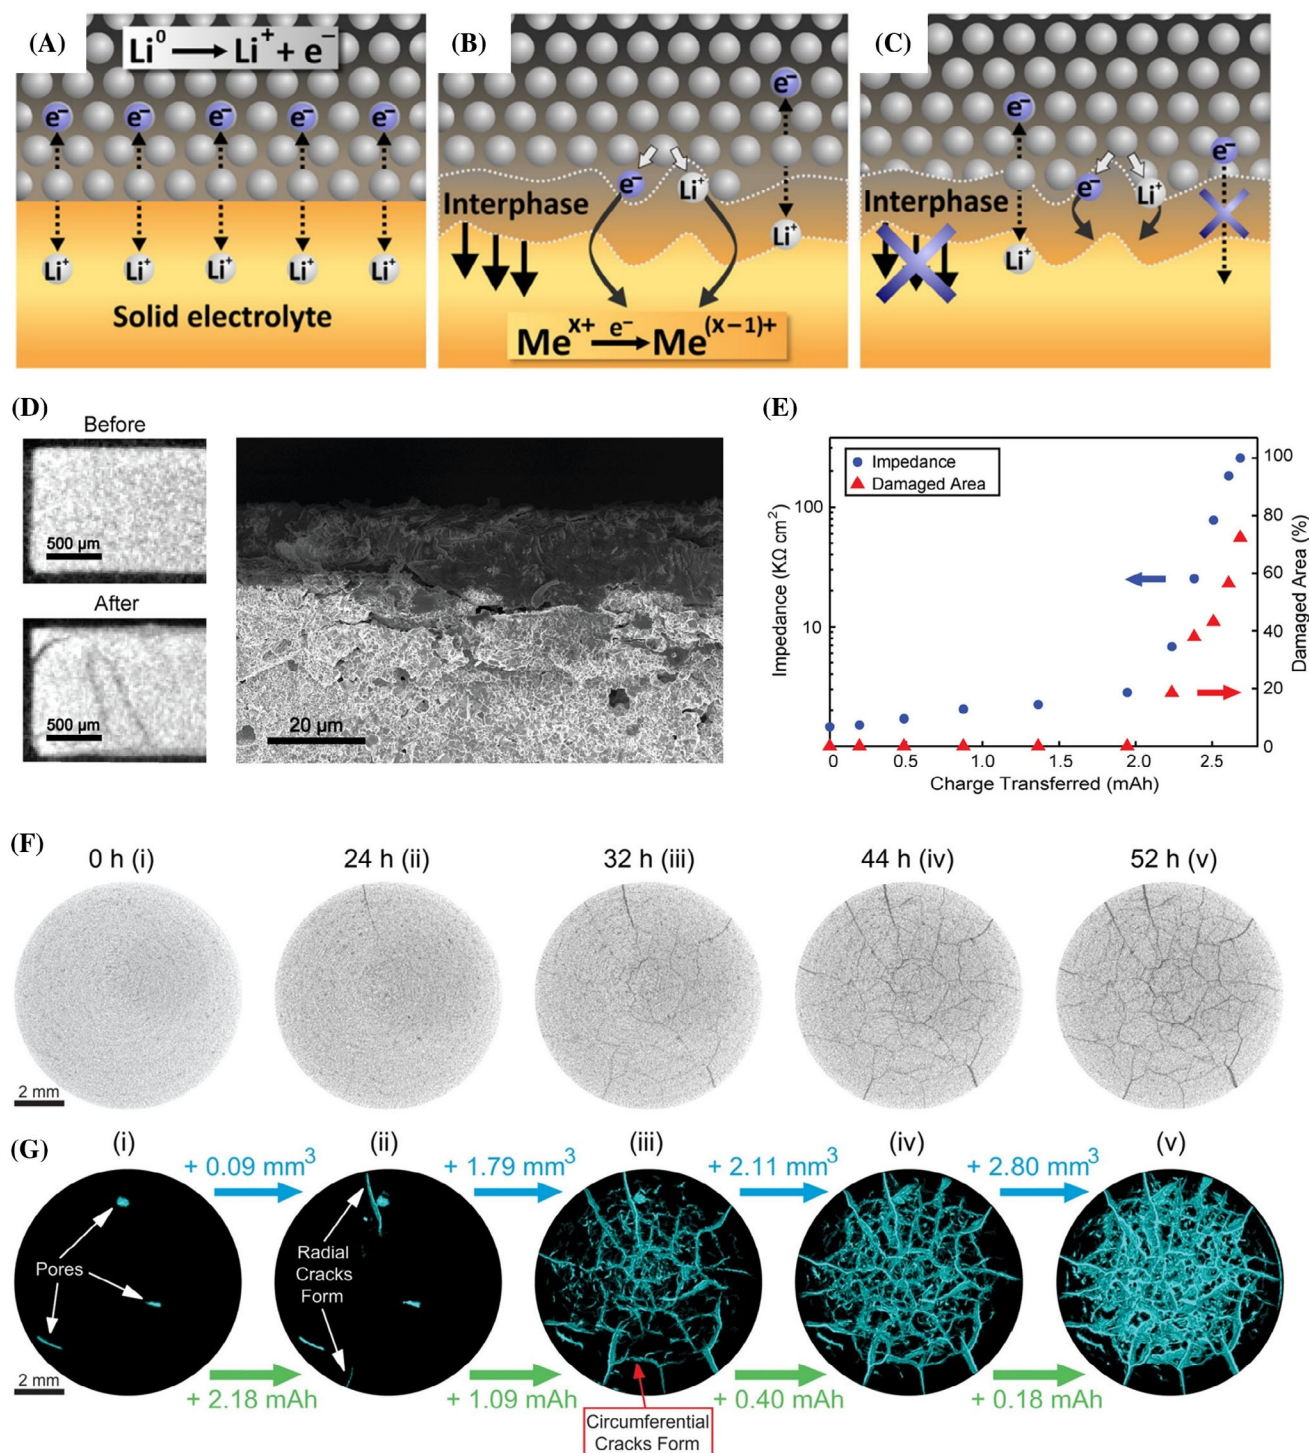 (A)
Li⁰ → Li⁺ + e⁻
e⁻ e⁻ e⁻ e⁻ e⁻
Li⁺ Li⁺ Li⁺ Li⁺ Li⁺
Solid electrolyte
(B)
e⁻
e⁻ Li⁺
Interphase
Li⁺
Meˣ⁺ e⁻ → Me⁽ˣ⁻¹⁾⁺
(C)
e⁻
e⁻
e⁻ Li⁺
Interphase
Li⁺
(D)
Before
500 µm
After
500 µm
20 µm
(E)
Impedance
Damaged Area
Impedance (KΩ cm²)
100
10
Damaged Area (%)
100
80
60
40
20
0
0 0.5 1.0 1.5 2.0 2.5
Charge Transferred (mAh)
(F)
0 h (i) 24 h (ii) 32 h (iii) 44 h (iv) 52 h (v)
2 mm
(G)
(i) (ii) (iii) (iv) (v)
+ 0.09 mm³ + 1.79 mm³ + 2.11 mm³ + 2.80 mm³
Pores
Radial
Cracks
Form
2 mm
+ 2.18 mAh + 1.09 mAh + 0.40 mAh + 0.18 mAh
Circumferential
Cracks Form